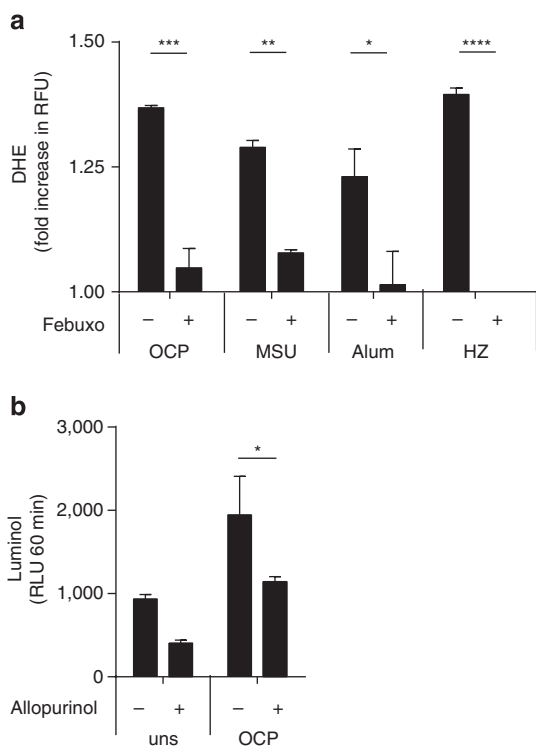 a
1.50
1.25
1.00
DHE
(fold increase in RFU)
*** ** * ****
Febuxo − + − + − + − +
OCP MSU Alum HZ
b
3,000
2,000
1,000
0
Luminol
(RLU 60 min)
*
Allopurinol − + − +
uns OCP